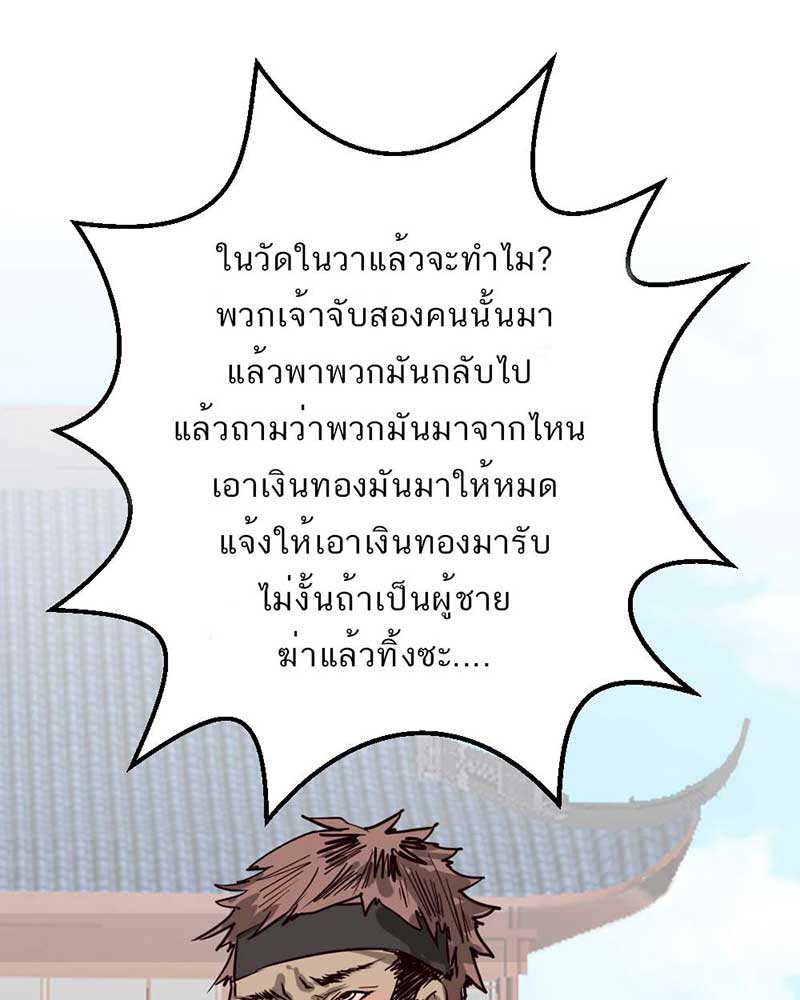 ในวัดในวาแล้วจะทำไม?
พวกเจ้าจับสองคนนั้นมา
แล้วพาพวกมันกลับไป
แล้วถามว่าพวกมันมาจากไหน
เอาเงินทองมันมาให้หมด
แจ้งให้เอาเงินทองมารับ
ไม่งั้นถ้าเป็นผู้ชาย
ฆ่าแล้วทิ้งซะ....